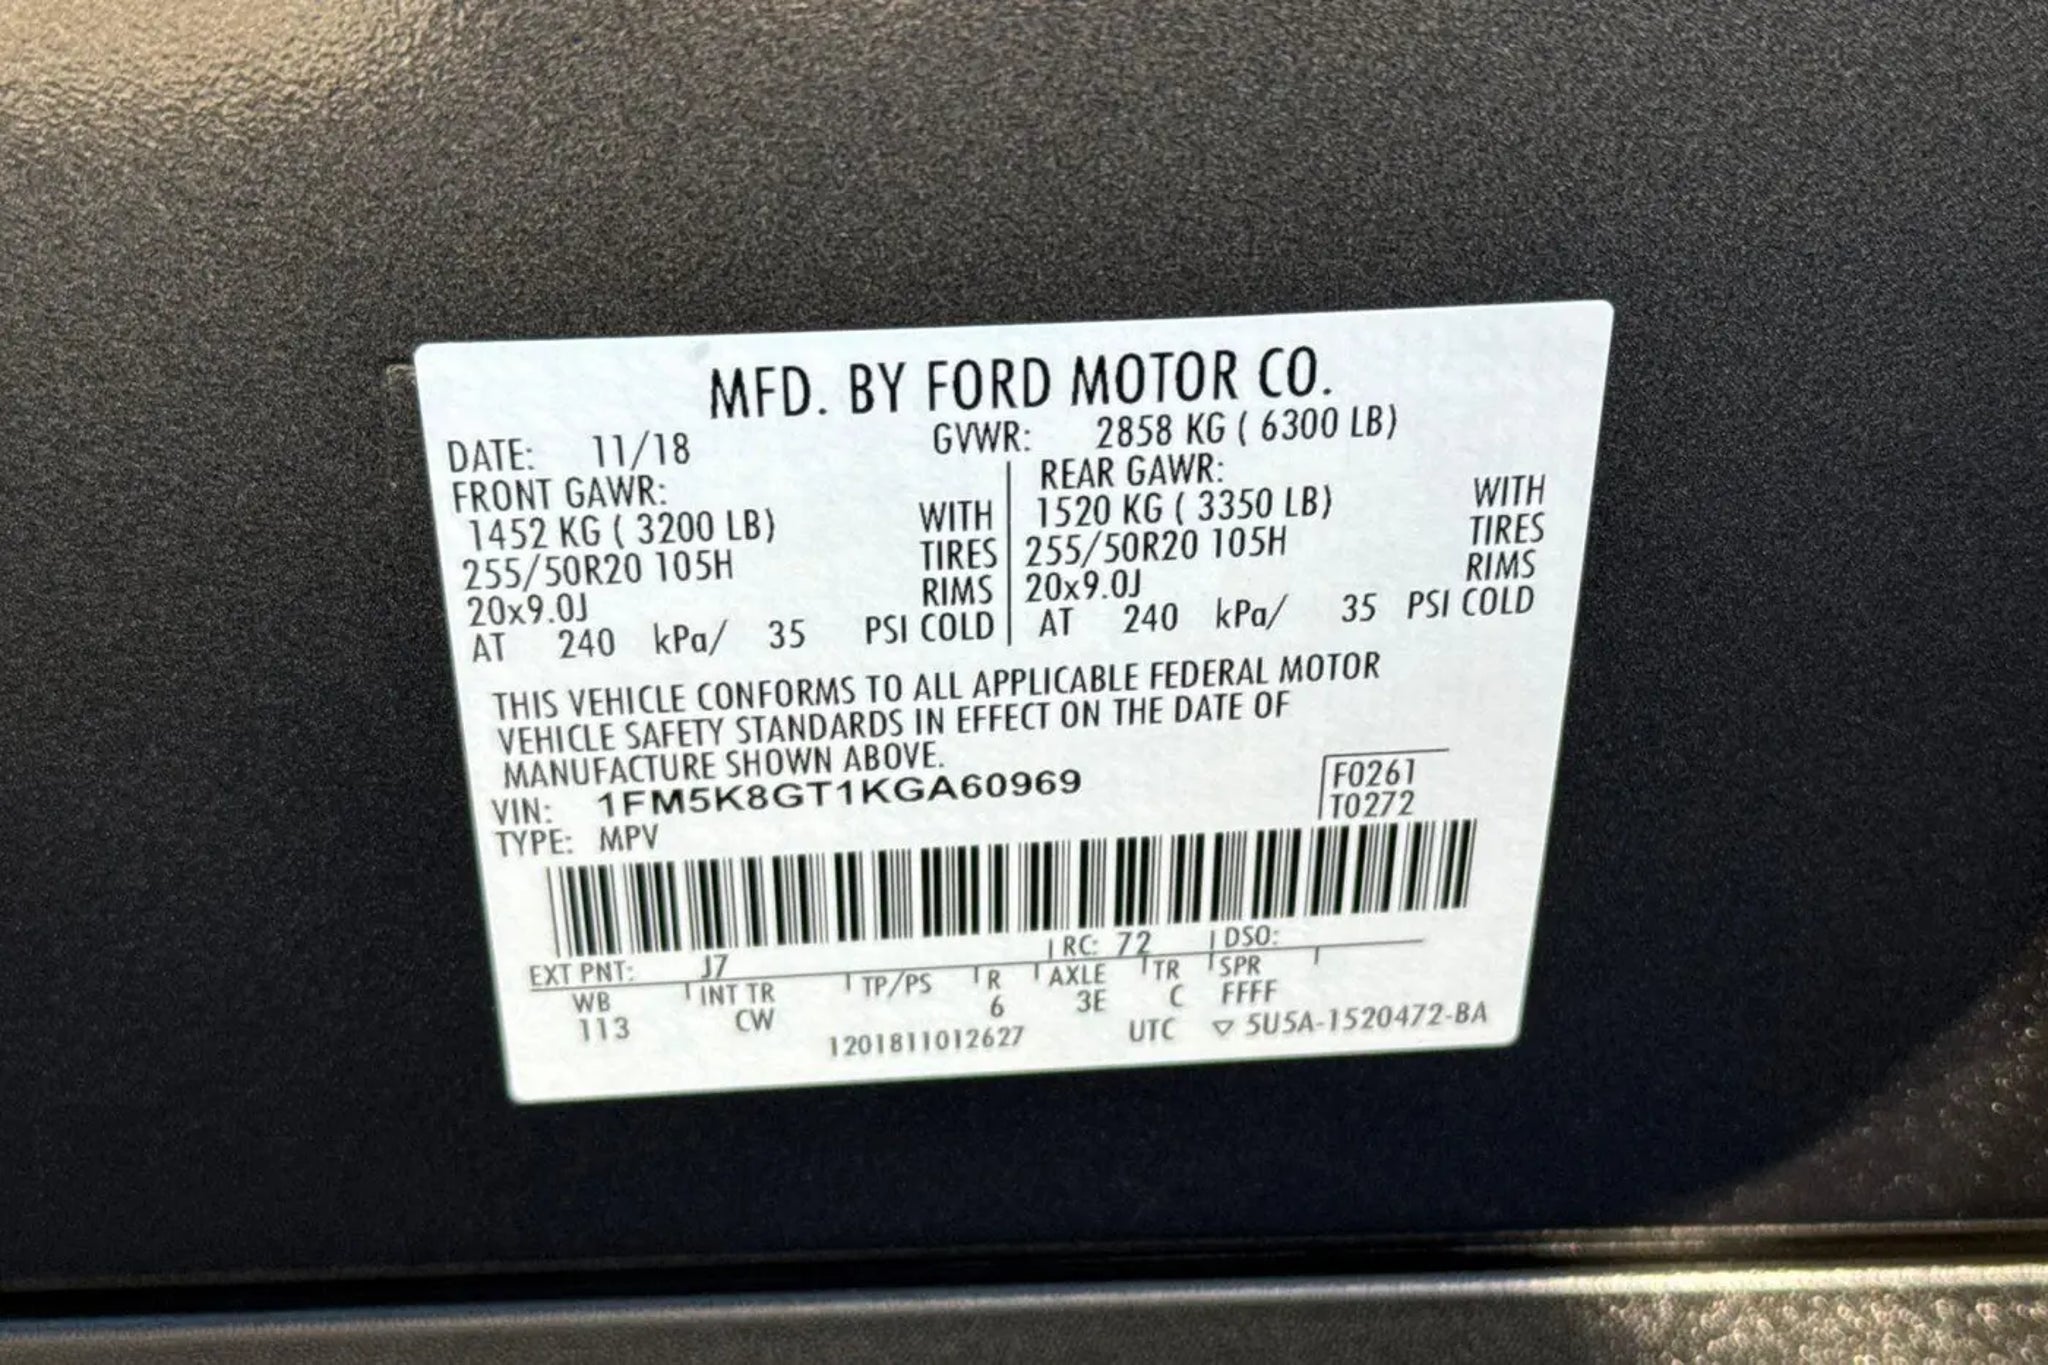 MFD. BY FORD MOTOR CO.
DATE: 11/18 GVWR: 2858 KG ( 6300 LB)
FRONT GAWR: REAR GAWR:
1452 KG ( 3200 LB) WITH 1520 KG ( 3350 LB) WITH
255/50R20 105H TIRES 255/50R20 105H TIRES
20x9.0J RIMS 20x9.0J RIMS
AT 240 kPa/ 35 PSI COLD AT 240 kPa/ 35 PSI COLD
THIS VEHICLE CONFORMS TO ALL APPLICABLE FEDERAL MOTOR
VEHICLE SAFETY STANDARDS IN EFFECT ON THE DATE OF
MANUFACTURE SHOWN ABOVE.
VIN: 1FM5K8GT1KGA60969 F0261
TYPE: MPV T0272
EXT PNT: J7 RC: 72 DSO:
WB INT TR TP/PS R AXLE TR SPR
113 CW 6 3E C FFFF
1201811012627 UTC ▽ 5U5A-1520472-BA